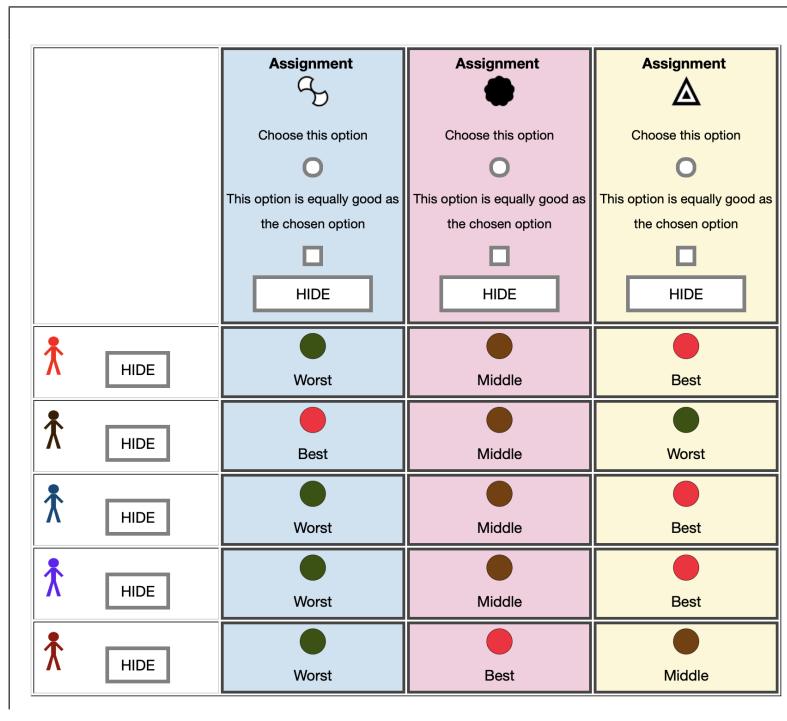 Assignment Assignment Assignment
Choose this option Choose this option Choose this option
This option is equally good as This option is equally good as This option is equally good as
the chosen option the chosen option the chosen option
HIDE HIDE HIDE
HIDE Worst Middle Best
HIDE Best Middle Worst
HIDE Worst Middle Best
HIDE Worst Middle Best
HIDE Worst Best Middle